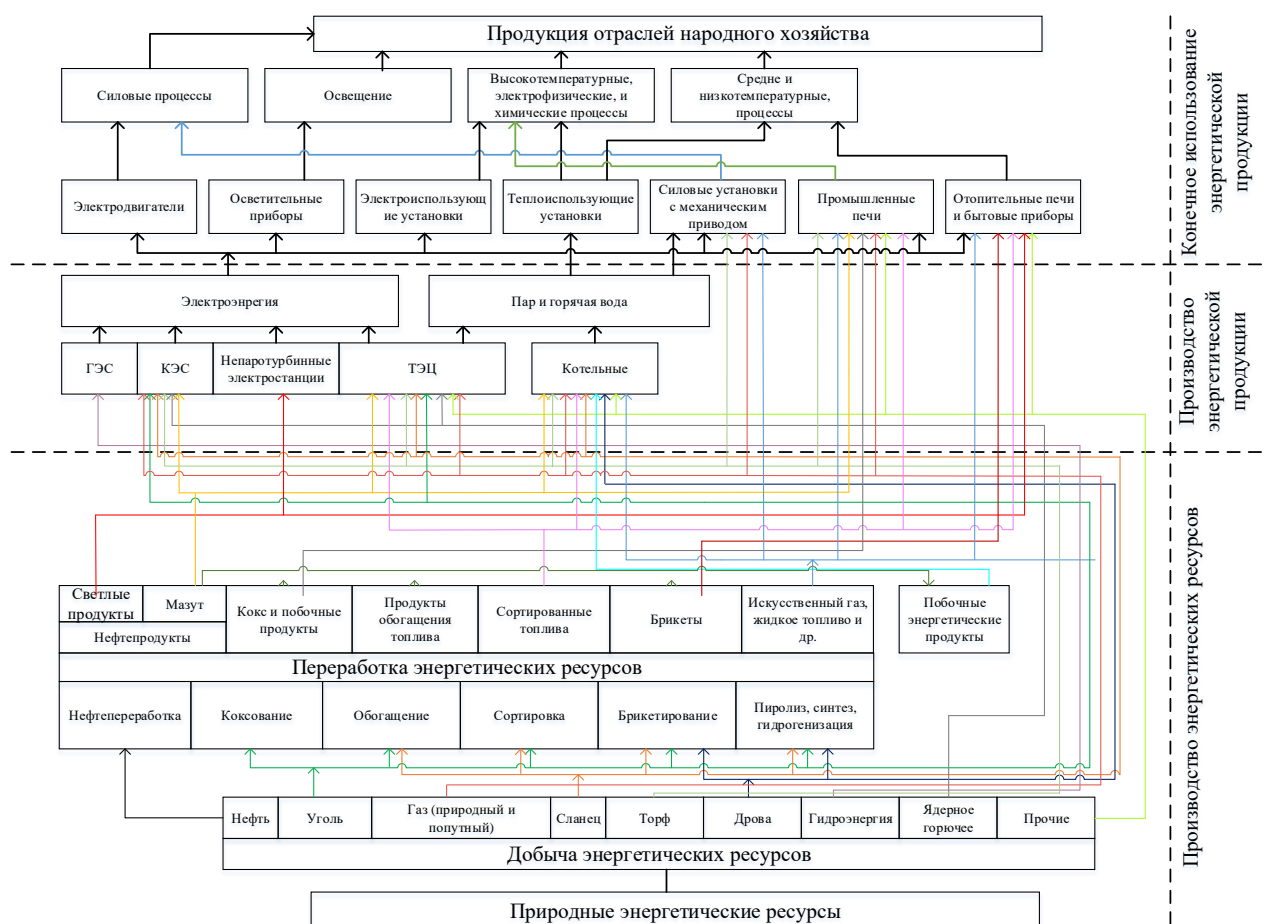 Продукция отраслей народного хозяйства
Силовые процессы
Освещение
Высокотемпературные,
электрофизические, и
химические процессы
Средне и
низкотемпературные,
процессы
Электродвигатели
Осветительные
приборы
Электроиспользующ
ие установки
Теплоиспользующие
установки
Силовые установки
с механическим
приводом
Промышленные
печи
Отопительные печи
и бытовые приборы
Конечное использование
энергетической
продукции
Электроэнрегия
Пар и горячая вода
ГЭС
КЭС
Непаротурбинные
электростанции
ТЭЦ
Котельные
Производство
энергетической
продукции
Светлые
продукты
Мазут
Нефтепродукты
Кокс и побочные
продукты
Продукты
обогащения
топлива
Сортированные
топлива
Брикеты
Искусственный газ,
жидкое топливо и
др.
Побочные
энергетические
продукты
Переработка энергетических ресурсов
Нефтепереработка
Коксование
Обогащение
Сортировка
Брикетирование
Пиролиз, синтез,
гидрогенизация
Нефть
Уголь
Газ (природный и
попутный)
Сланец
Торф
Дрова
Гидроэнергия
Ядерное
горючее
Прочие
Добыча энергетических ресурсов
Природные энергетические ресурсы
Производство энергетических ресурсов